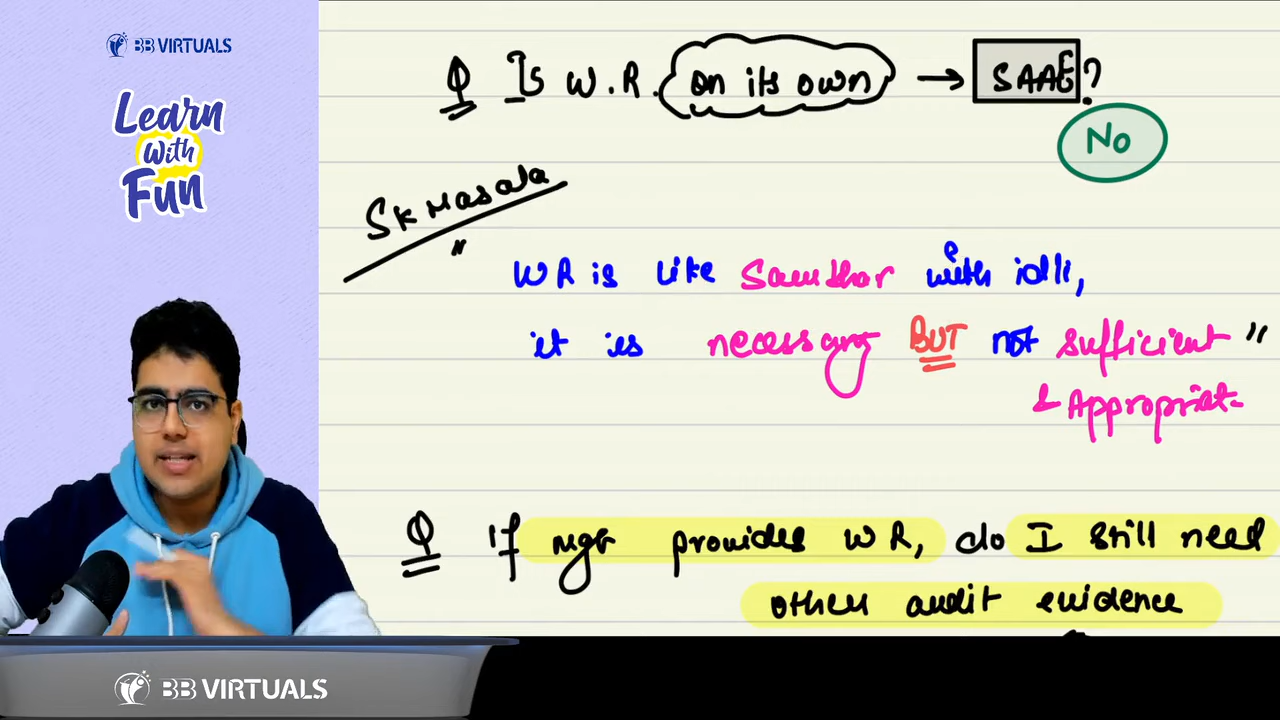 BB VIRTUALS
Learn
With
Fun
Q Is W.R. on its own → SAAE?
No
SK Masala
"WR is like Sambhar with idli,
it is necessary BUT not sufficient"
& Appropriate
Q If mgt provides WR, do I still need
other audit evidence
BB VIRTUALS